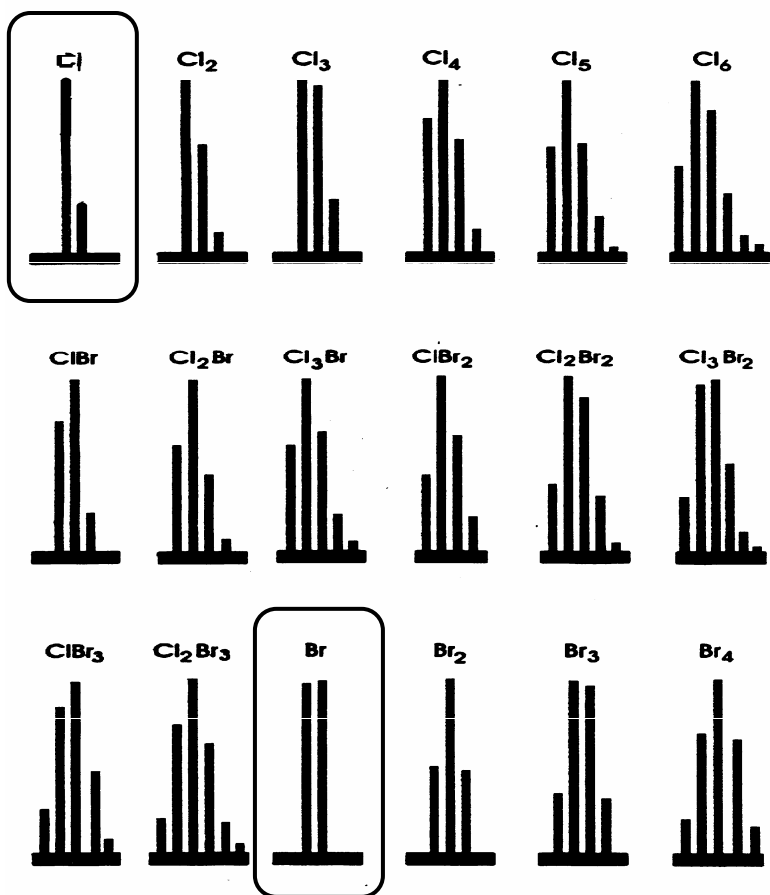 Cl Cl₂ Cl₃ Cl₄ Cl₅ Cl₆
ClBr Cl₂Br Cl₃Br ClBr₂ Cl₂Br₂ Cl₃Br₂
ClBr₃ Cl₂Br₃ Br Br₂ Br₃ Br₄